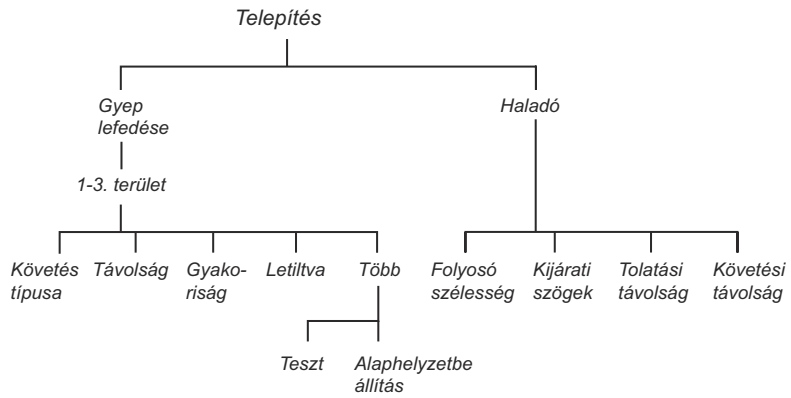 Telepítés
Gyep
lefedése
Haladó
1-3. terület
Követés
típusa
Távolság
Gyako-
riság
Letiltva
Több
Folyosó
szélesség
Kijárati
szögek
Tolatási
távolság
Követési
távolság
Teszt
Alaphelyzetbe
állítás